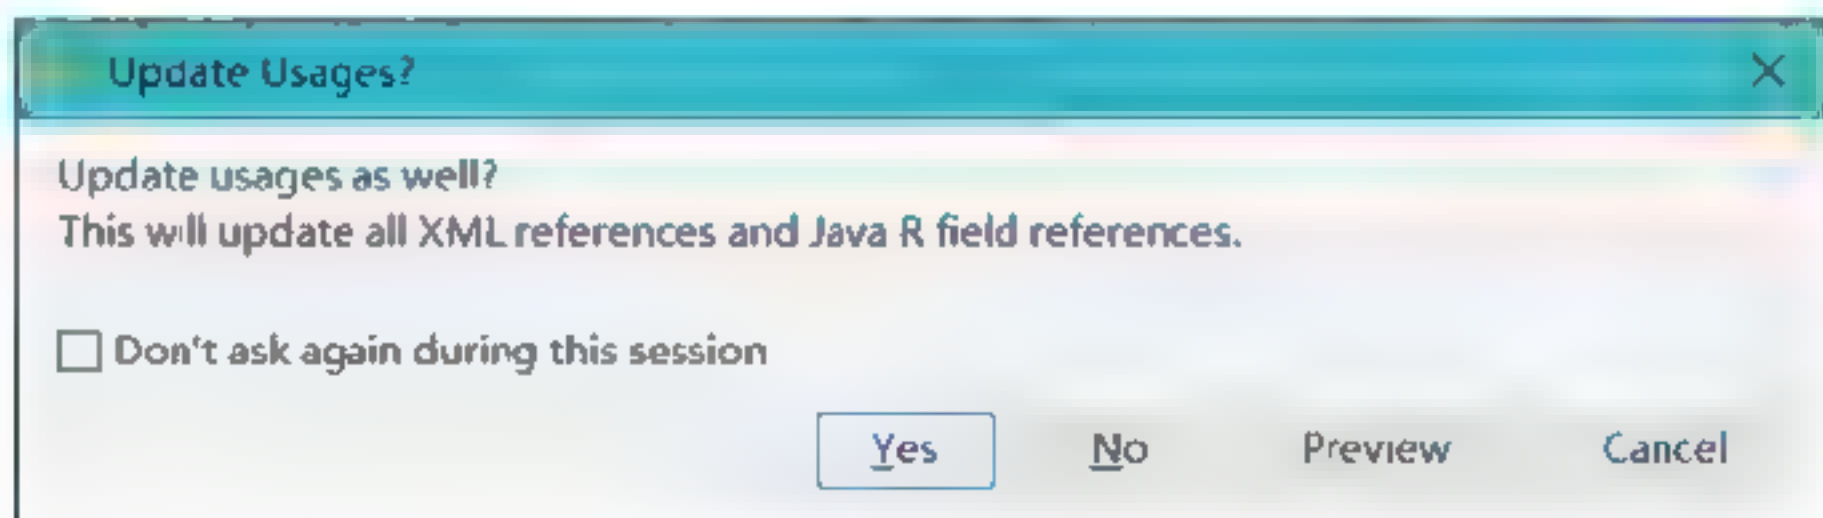 Update Usages?
Update usages as well?
This will update all XML references and Java R field references.
Don't ask again during this session
Yes No Preview Cancel